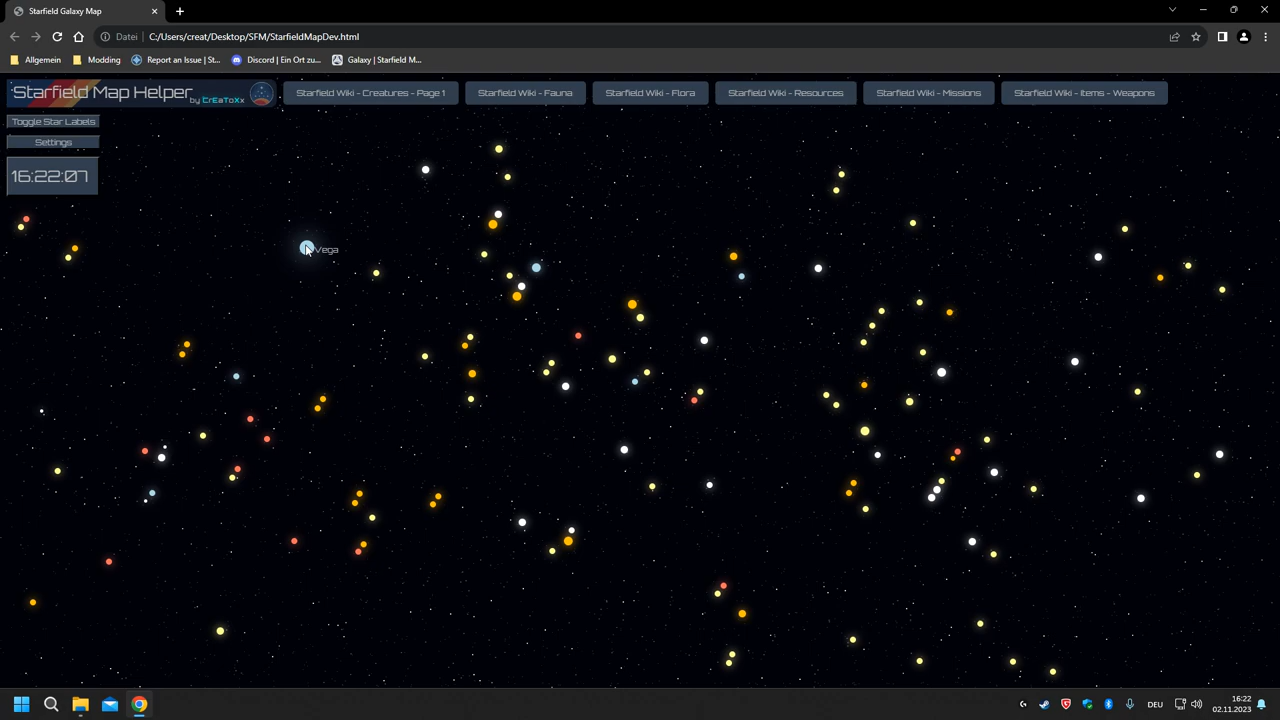 Starfield Galaxy Map
Datei C:/Users/creat/Desktop/SFM/StarfieldMapDev.html
Allgemein Modding Report an Issue | St... Discord | Ein Ort zu... Galaxy | Starfield M...
Starfield Map Helper by CrEaToXx Starfield Wiki - Creatures - Page 1 Starfield Wiki - Fauna Starfield Wiki - Flora Starfield Wiki - Resources Starfield Wiki - Missions Starfield Wiki - Items - Weapons
Toggle Star Labels
Settings
16:22:07
Vega
DEU 16:22
02.11.2023